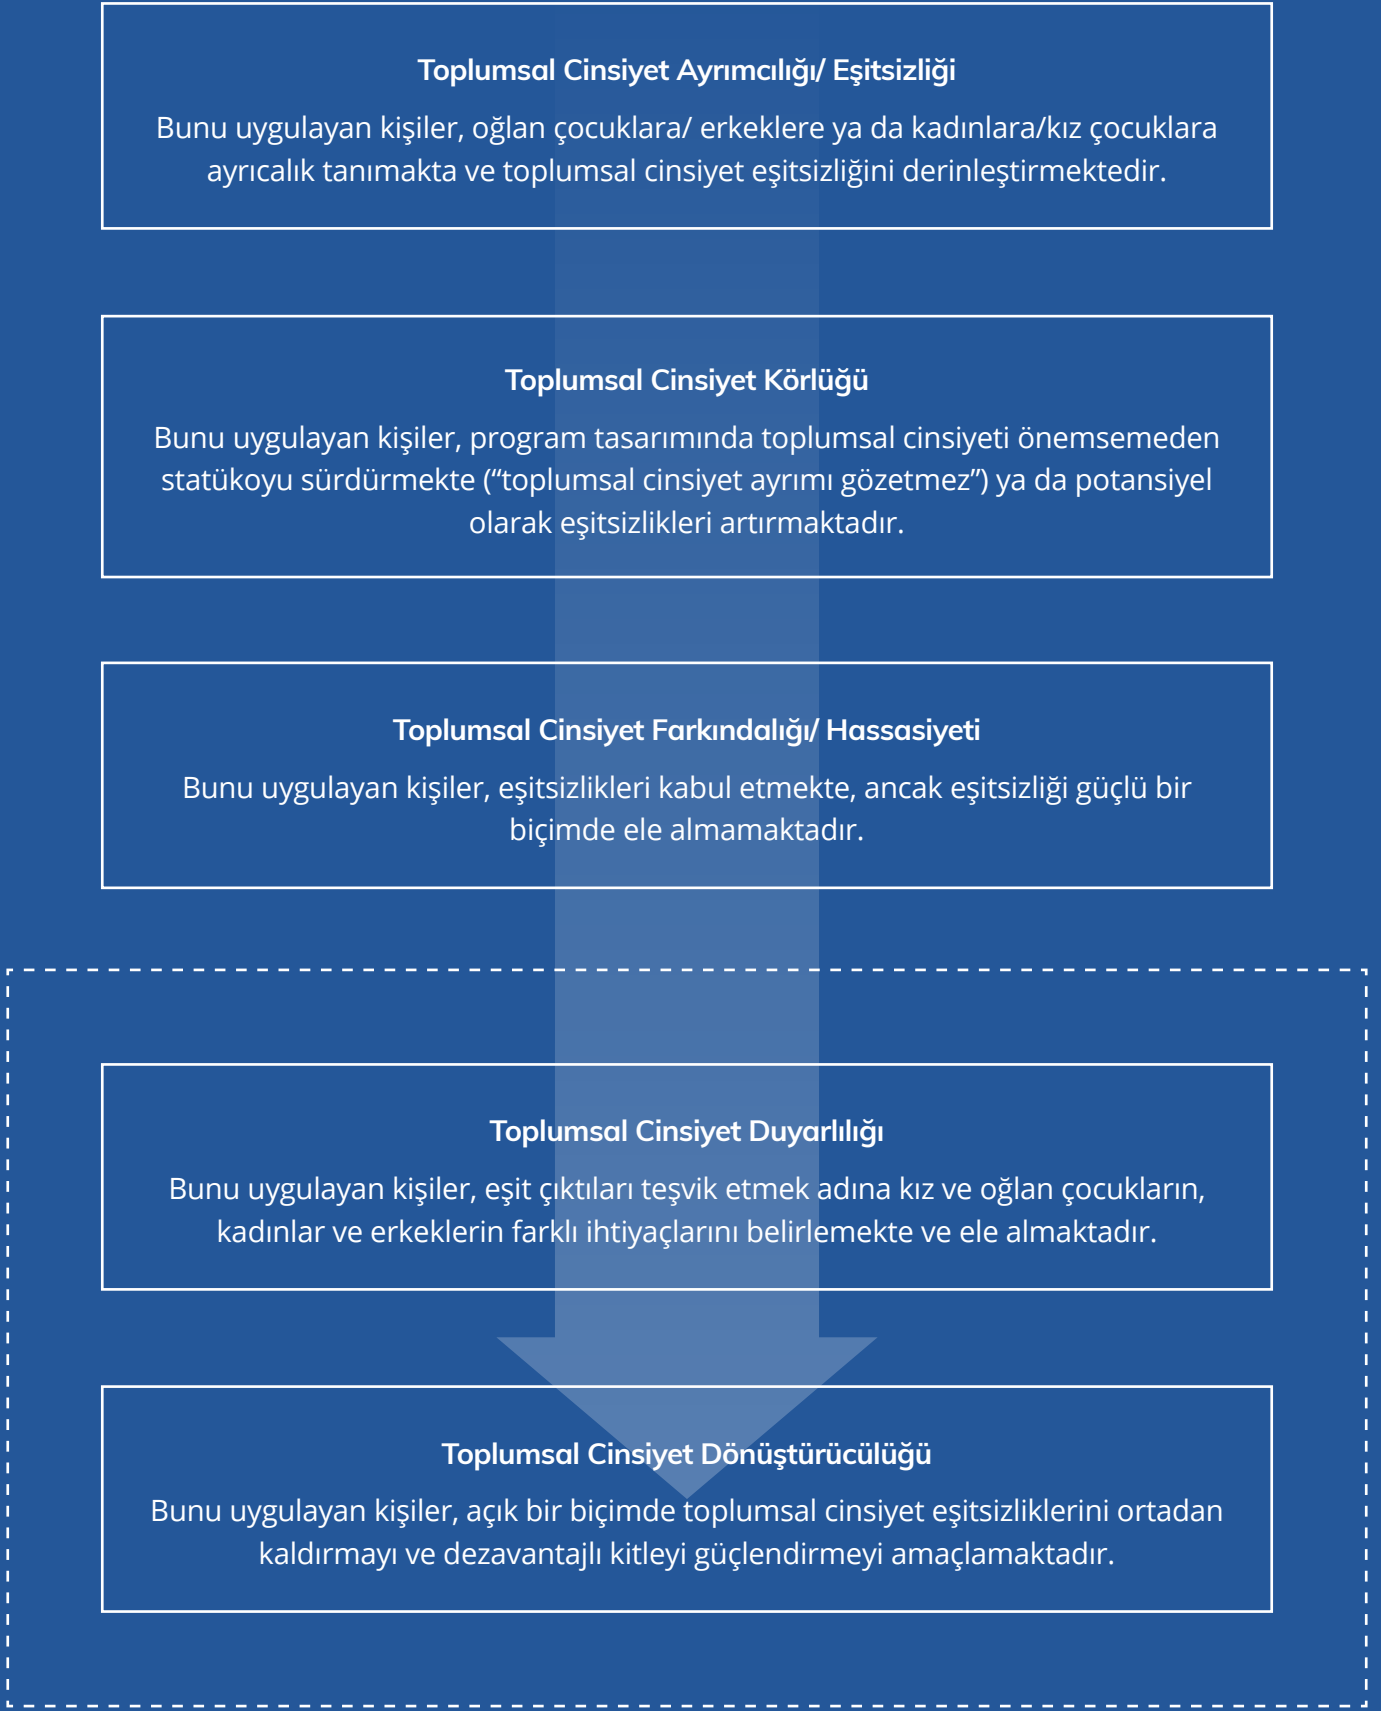 Toplumsal Cinsiyet Ayrımcılığı/ Eşitsizliği
Bunu uygulayan kişiler, oğlan çocuklara/ erkeklere ya da kadınlara/kız çocuklara
ayrıcalık tanımakta ve toplumsal cinsiyet eşitsizliğini derinleştirmektedir.
Toplumsal Cinsiyet Körlüğü
Bunu uygulayan kişiler, program tasarımında toplumsal cinsiyeti önemsemeden
statükoyu sürdürmekte (“toplumsal cinsiyet ayrımı gözetmez”) ya da potansiyel
olarak eşitsizlikleri artırmaktadır.
Toplumsal Cinsiyet Farkındalığı/ Hassasiyeti
Bunu uygulayan kişiler, eşitsizlikleri kabul etmekte, ancak eşitsizliği güçlü bir
biçimde ele almamaktadır.
Toplumsal Cinsiyet Duyarlılığı
Bunu uygulayan kişiler, eşit çıktıları teşvik etmek adına kız ve oğlan çocukların,
kadınlar ve erkeklerin farklı ihtiyaçlarını belirlemekte ve ele almaktadır.
Toplumsal Cinsiyet Dönüştürücülüğü
Bunu uygulayan kişiler, açık bir biçimde toplumsal cinsiyet eşitsizliklerini ortadan
kaldırmayı ve dezavantajlı kitleyi güçlendirmeyi amaçlamaktadır.